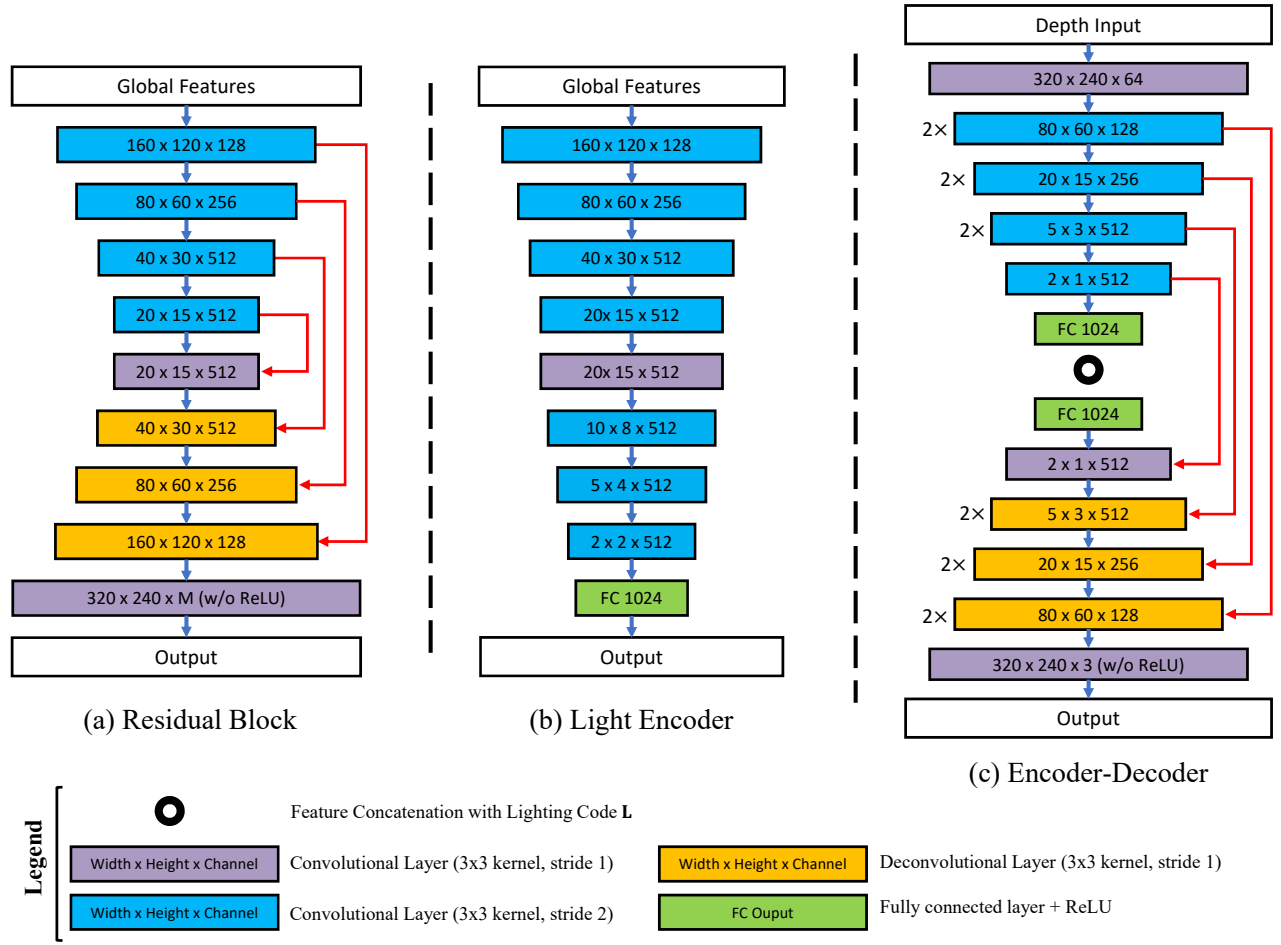 Global Features
160 x 120 x 128
80 x 60 x 256
40 x 30 x 512
20 x 15 x 512
20 x 15 x 512
40 x 30 x 512
80 x 60 x 256
160 x 120 x 128
320 x 240 x M (w/o ReLU)
Output
(a) Residual Block
Global Features
160 x 120 x 128
80 x 60 x 256
40 x 30 x 512
20x 15 x 512
20x 15 x 512
10 x 8 x 512
5 x 4 x 512
2 x 2 x 512
FC 1024
Output
(b) Light Encoder
Depth Input
320 x 240 x 64
2× 80 x 60 x 128
2× 20 x 15 x 256
2× 5 x 3 x 512
2 x 1 x 512
FC 1024
FC 1024
2 x 1 x 512
2× 5 x 3 x 512
2× 20 x 15 x 256
2× 80 x 60 x 128
320 x 240 x 3 (w/o ReLU)
Output
(c) Encoder-Decoder
Legend
Feature Concatenation with Lighting Code L
Width x Height x Channel Convolutional Layer (3x3 kernel, stride 1)
Width x Height x Channel Deconvolutional Layer (3x3 kernel, stride 1)
Width x Height x Channel Convolutional Layer (3x3 kernel, stride 2)
FC Ouput Fully connected layer + ReLU